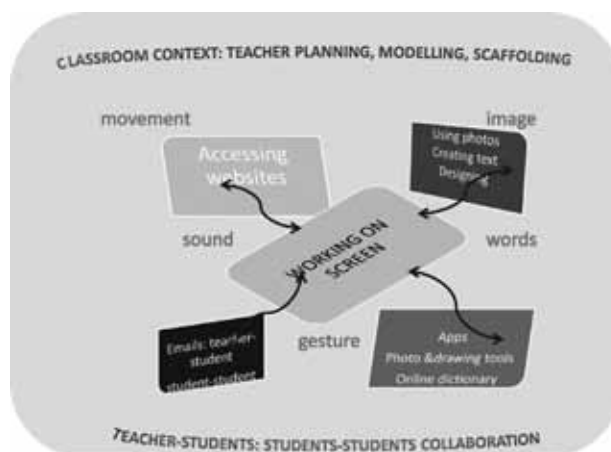 CLASSROOM CONTEXT: TEACHER PLANNING, MODELLING, SCAFFOLDING
movement
image
Accessing
websites
Using photos
Creating text
Designing
sound
words
WORKING ON
SCREEN
gesture
Emails: teacher-
student
student-student
Apps
Photo &drawing tools
Online dictionary
TEACHER-STUDENTS: STUDENTS-STUDENTS COLLABORATION